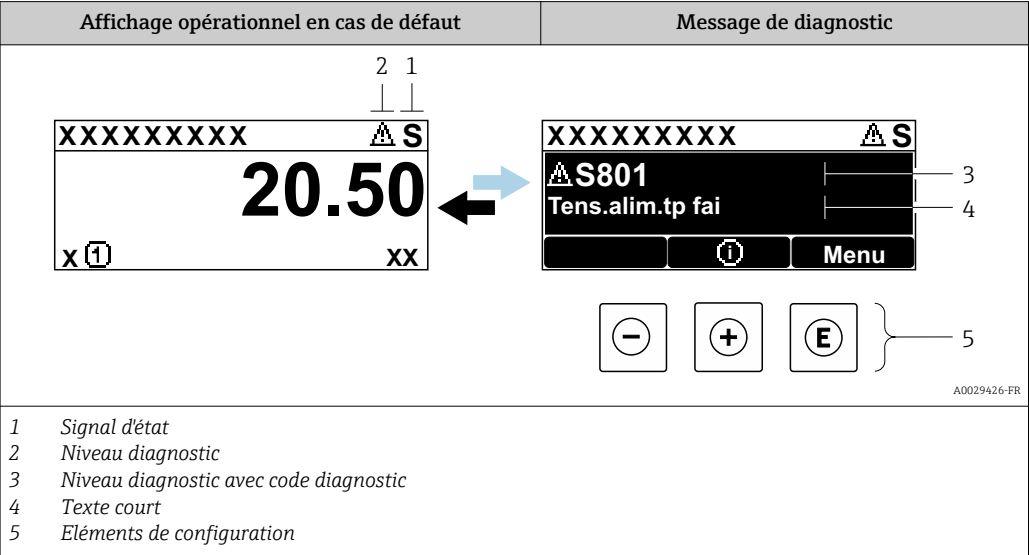 Affichage opérationnel en cas de défaut
Message de diagnostic
2 1
XXXXXXXXX ⚠ S
20.50
x ① xx
XXXXXXXXX ⚠ S
⚠S801
Tens.alim.tp fai
ⓘ Menu
3
4
− + E
5
A0029426-FR
1 Signal d'état
2 Niveau diagnostic
3 Niveau diagnostic avec code diagnostic
4 Texte court
5 Eléments de configuration